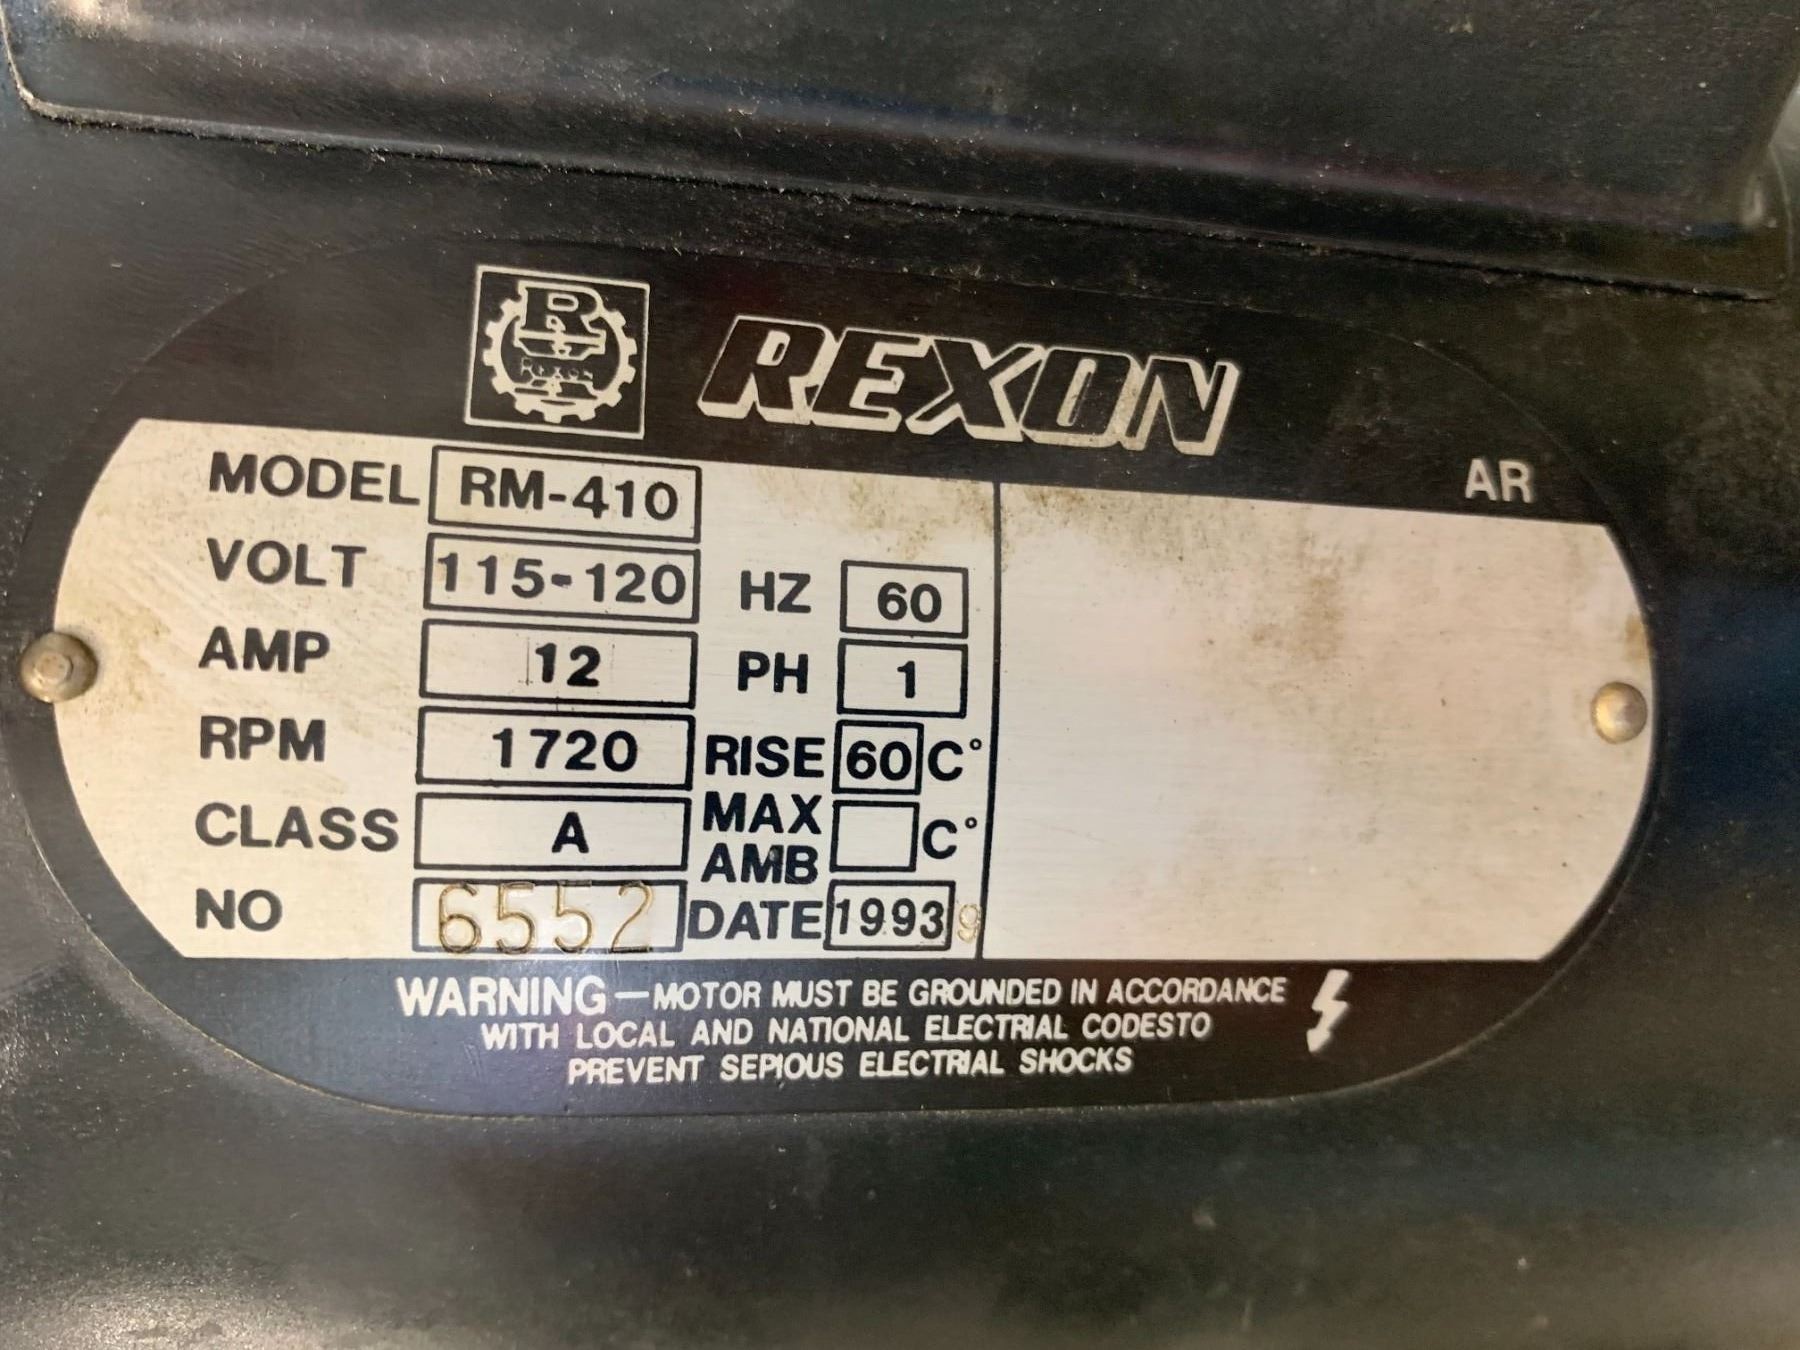 R
REXON
REXON
AR
MODEL RM-410
VOLT 115-120 HZ 60
AMP 12 PH 1
RPM 1720 RISE 60 C°
CLASS A MAX AMB C°
NO 6552 DATE 1993 9
WARNING—MOTOR MUST BE GROUNDED IN ACCORDANCE
WITH LOCAL AND NATIONAL ELECTRIAL CODESTO
PREVENT SEPIOUS ELECTRIAL SHOCKS